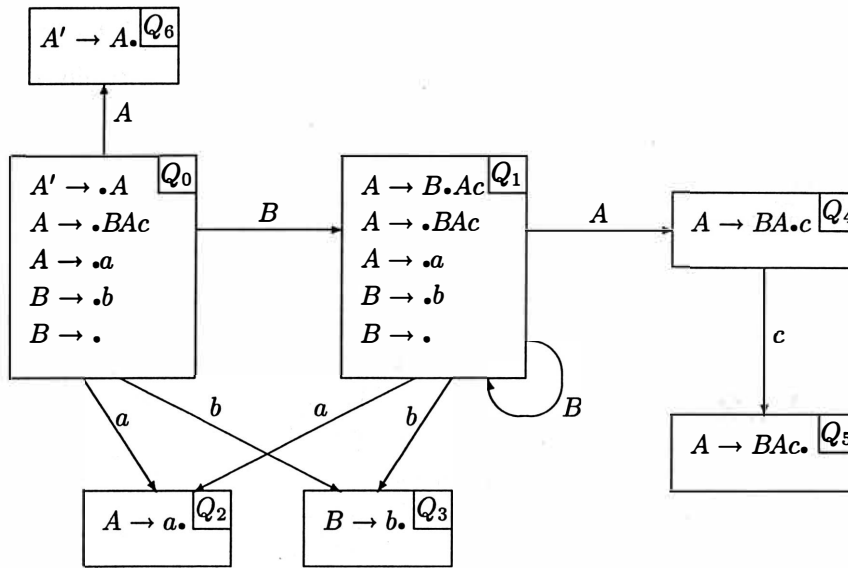 A′ → A• Q₆
A
A′ → •A Q₀
A → •BAc
A → •a
B → •b
B → •
B
A → B•Ac Q₁
A → •BAc
A → •a
B → •b
B → •
A
A → BA•c Q₄
c
a
b
a
b
B
A → BAc• Q₅
A → a• Q₂
B → b• Q₃